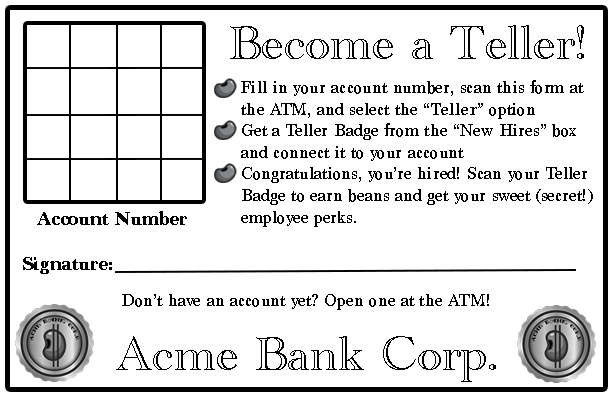 Become a Teller!
Fill in your account number, scan this form at
the ATM, and select the “Teller” option
Get a Teller Badge from the “New Hires” box
and connect it to your account
Congratulations, you’re hired! Scan your Teller
Badge to earn beans and get your sweet (secret!)
employee perks.
Account Number
Signature:
Don’t have an account yet? Open one at the ATM!
Acme Bank Corp.